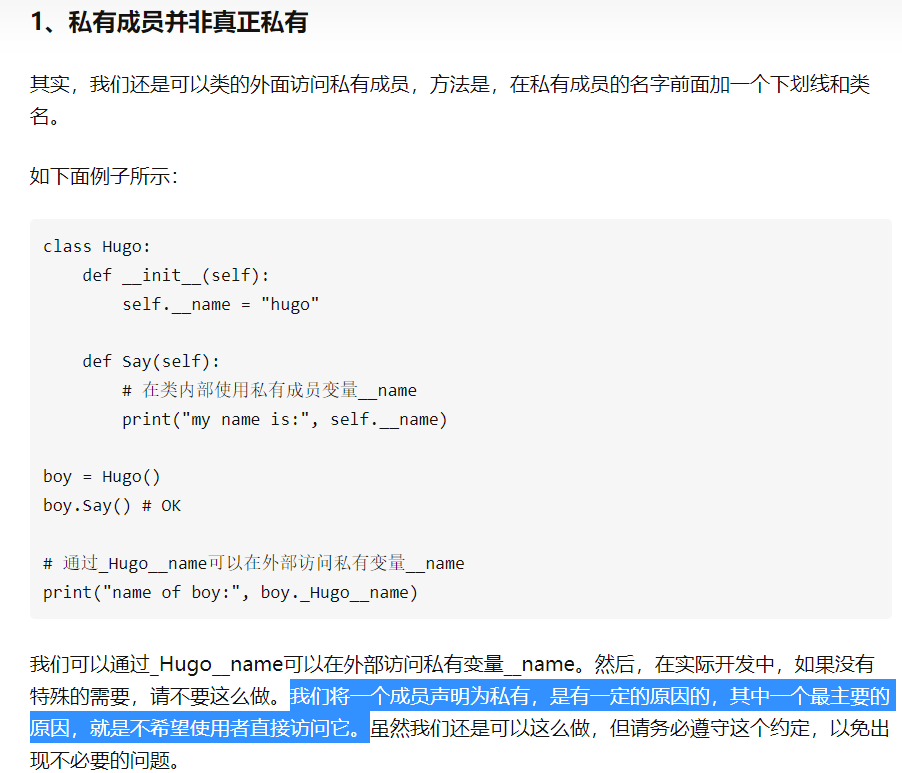 1、私有成员并非真正私有
其实，我们还是可以类的外面访问私有成员，方法是，在私有成员的名字前面加一个下划线和类
名。
如下面例子所示：
class Hugo:
    def __init__(self):
        self.__name = "hugo"
    def Say(self):
        # 在类内部使用私有成员变量__name
        print("my name is:", self.__name)
boy = Hugo()
boy.Say() # OK
# 通过_Hugo__name可以在外部访问私有变量__name
print("name of boy:", boy._Hugo__name)
我们可以通过_Hugo__name可以在外部访问私有变量__name。然后，在实际开发中，如果没有
特殊的需要，请不要这么做。我们将一个成员声明为私有，是有一定的原因的，其中一个最主要的
原因，就是不希望使用者直接访问它。虽然我们还是可以这么做，但请务必遵守这个约定，以免出
现不必要的问题。